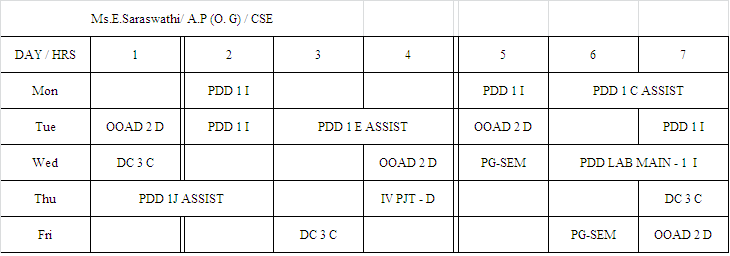 Ms.E.Saraswathi/ A.P (O. G) / CSE
DAY / HRS 1 2 3 4 5 6 7
Mon PDD 1 I PDD 1 I PDD 1 C ASSIST
Tue OOAD 2 D PDD 1 I PDD 1 E ASSIST OOAD 2 D PDD 1 I
Wed DC 3 C OOAD 2 D PG-SEM PDD LAB MAIN - 1 I
Thu PDD 1J ASSIST IV PJT - D DC 3 C
Fri DC 3 C PG-SEM OOAD 2 D